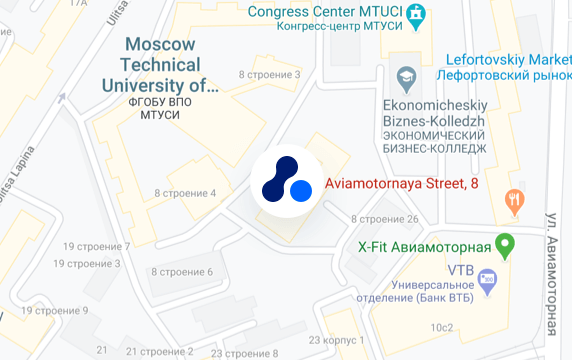 Congress Center MTUCI
Конгресс-центр МТУСИ
Ulitsa
Moscow
Technical
University of...
ФГОБУ ВПО
МТУСИ
8 строение 3
Lefortovskiy Market
Лефортовский рынок
Ekonomicheskiy
Biznes-Kolledzh
ЭКОНОМИЧЕСКИЙ
БИЗНЕС-КОЛЛЕДЖ
Ulitsa Lapina
Aviamotornaya Street, 8
8 строение 4
8 строение 26
ул. Авиамоторная
X-Fit Авиамоторная
19 строение 7
19 строение 3
8 строение 6
VTB
Универсальное
отделение (Банк ВТБ)
19 строение 9
10с2
23 корпус 1
21 строение 2
23 строение 8